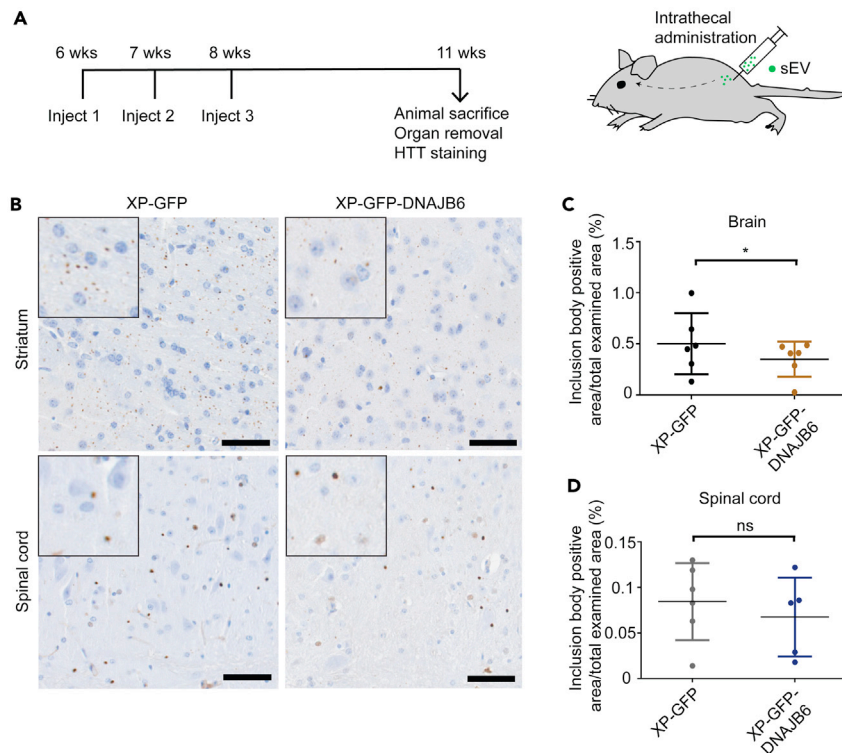 A
6 wks 7 wks 8 wks 11 wks
Inject 1 Inject 2 Inject 3
Animal sacrifice
Organ removal
HTT staining
Intrathecal
administration
sEV
B
XP-GFP XP-GFP-DNAJB6
Striatum
Spinal cord
C
Brain
Inclusion body positive
area/total examined area (%)
1.5
*
1.0
0.5
0
XP-GFP
XP-GFP-
DNAJB6
D
Spinal cord
Inclusion body positive
area/total examined area (%)
0.15
ns
0.1
0.05
0
XP-GFP
XP-GFP-
DNAJB6